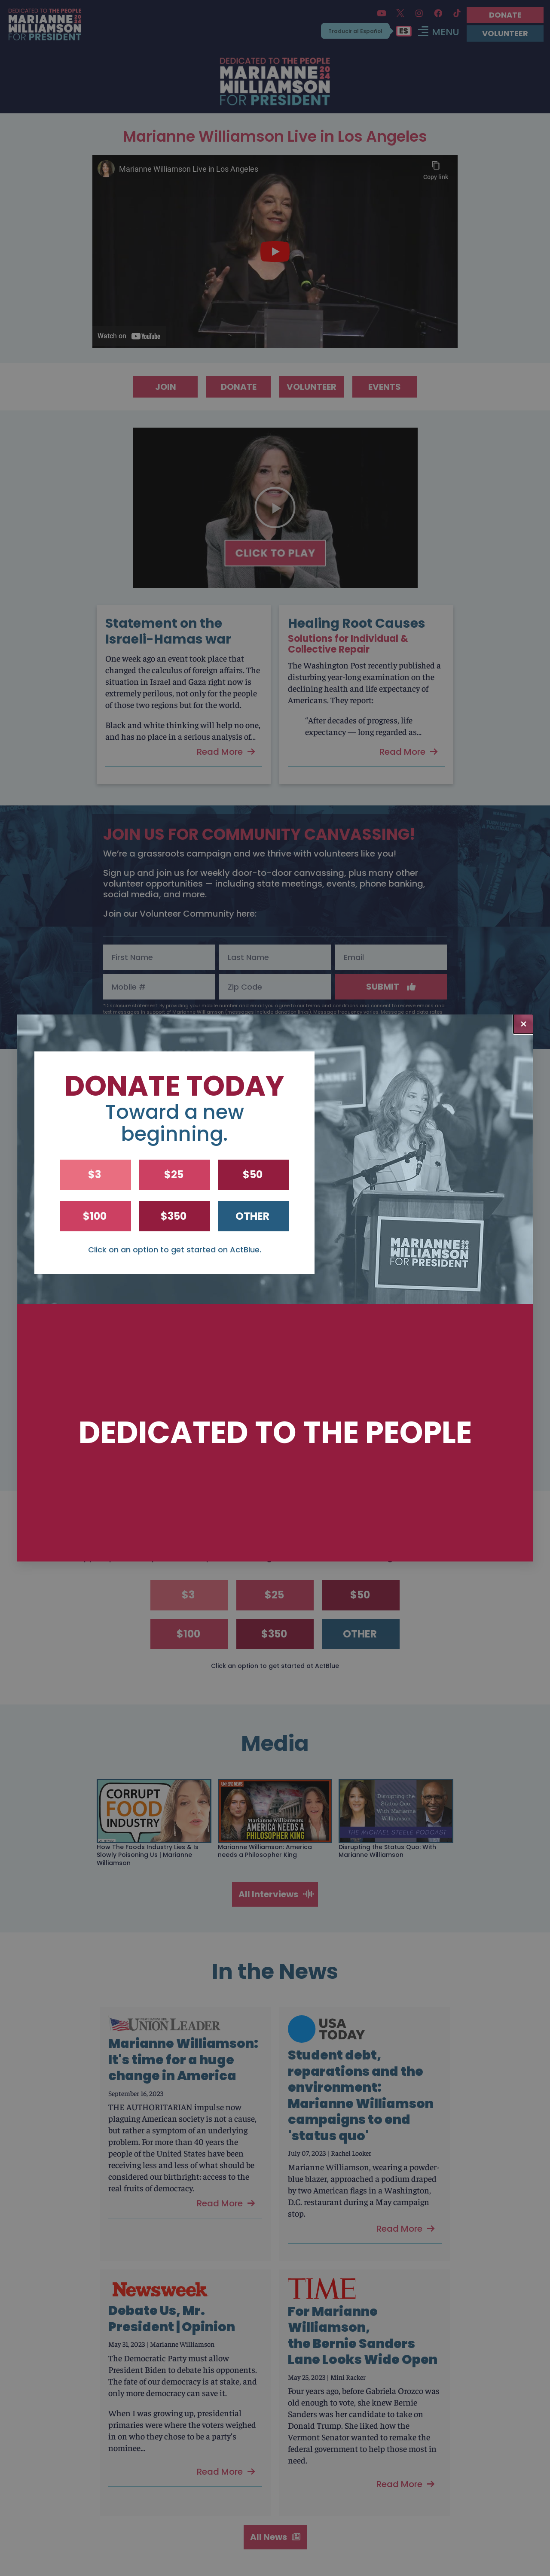 DEDICATED TO THE PEOPLE
MARIANNE 2024
WILLIAMSON
FOR PRESIDENT
DONATE
Traducir al Español
ES
MENU
VOLUNTEER
DEDICATED TO THE PEOPLE
MARIANNE 2024
WILLIAMSON
FOR PRESIDENT
Marianne Williamson Live in Los Angeles
Marianne Williamson Live in Los Angeles
Copy link
Watch on YouTube
JOIN
DONATE
VOLUNTEER
EVENTS
CLICK TO PLAY
Statement on the
Israeli-Hamas war
One week ago an event took place that
changed the calculus of foreign affairs. The
situation in Israel and Gaza right now is
extremely perilous, not only for the people
of those two regions but for the world.
Black and white thinking will help no one,
and has no place in a serious analysis of...
Read More
Healing Root Causes
Solutions for Individual &
Collective Repair
The Washington Post recently published a
disturbing year-long examination on the
declining health and life expectancy of
Americans. They report:
"After decades of progress, life
expectancy — long regarded as...
Read More
JOIN US FOR COMMUNITY CANVASSING!
We're a grassroots campaign and we thrive with volunteers like you!
Sign up and join us for weekly door-to-door canvassing, plus many other
volunteer opportunities — including state meetings, events, phone banking,
social media, and more.
Join our Volunteer Community here:
First Name
Last Name
Email
Mobile #
Zip Code
SUBMIT
×
DONATE TODAY
Toward a new
beginning.
$3
$25
$50
$100
$350
OTHER
Click on an option to get started on ActBlue.
MARIANNE 2024
WILLIAMSON
FOR PRESIDENT
DEDICATED TO THE PEOPLE
$3
$25
$50
$100
$350
OTHER
Click an option to get started at ActBlue
Media
CORRUPT
FOOD
INDUSTRY
How The Foods Industry Lies & Is
Slowly Poisoning Us | Marianne
Williamson
Marianne Williamson:
AMERICA NEEDS A
PHILOSOPHER KING
Marianne Williamson: America
needs a Philosopher King
Disrupting the
Status Quo:
With Marianne
Williamson
THE MICHAEL STEELE PODCAST
Disrupting the Status Quo: With
Marianne Williamson
All Interviews
In the News
UNION LEADER
Marianne Williamson:
It's time for a huge
change in America
September 16, 2023
THE AUTHORITARIAN impulse now
plaguing American society is not a cause,
but rather a symptom of an underlying
problem. For more than 40 years the
people of the United States have been
receiving less and less of what should be
considered our birthright: access to the
real fruits of democracy.
Read More
USA
TODAY
Student debt,
reparations and the
environment:
Marianne Williamson
campaigns to end
'status quo'
July 07, 2023 | Rachel Looker
Marianne Williamson, wearing a powder-
blue blazer, approached a podium draped
by two American flags in a Washington,
D.C. restaurant during a May campaign
stop.
Read More
Newsweek
Debate Us, Mr.
President | Opinion
May 31, 2023 | Marianne Williamson
The Democratic Party must allow
President Biden to debate his opponents.
The fate of our democracy is at stake, and
only more democracy can save it.
When I was growing up, presidential
primaries were where the voters weighed
in on who they chose to be a party's
nominee...
Read More
TIME
For Marianne
Williamson,
the Bernie Sanders
Lane Looks Wide Open
May 25, 2023 | Mini Racker
Four years ago, before Gabriela Orozco was
old enough to vote, she knew Bernie
Sanders was her candidate to take on
Donald Trump. She liked how the
Vermont Senator wanted to remake the
federal government to help those most in
need.
Read More
All News